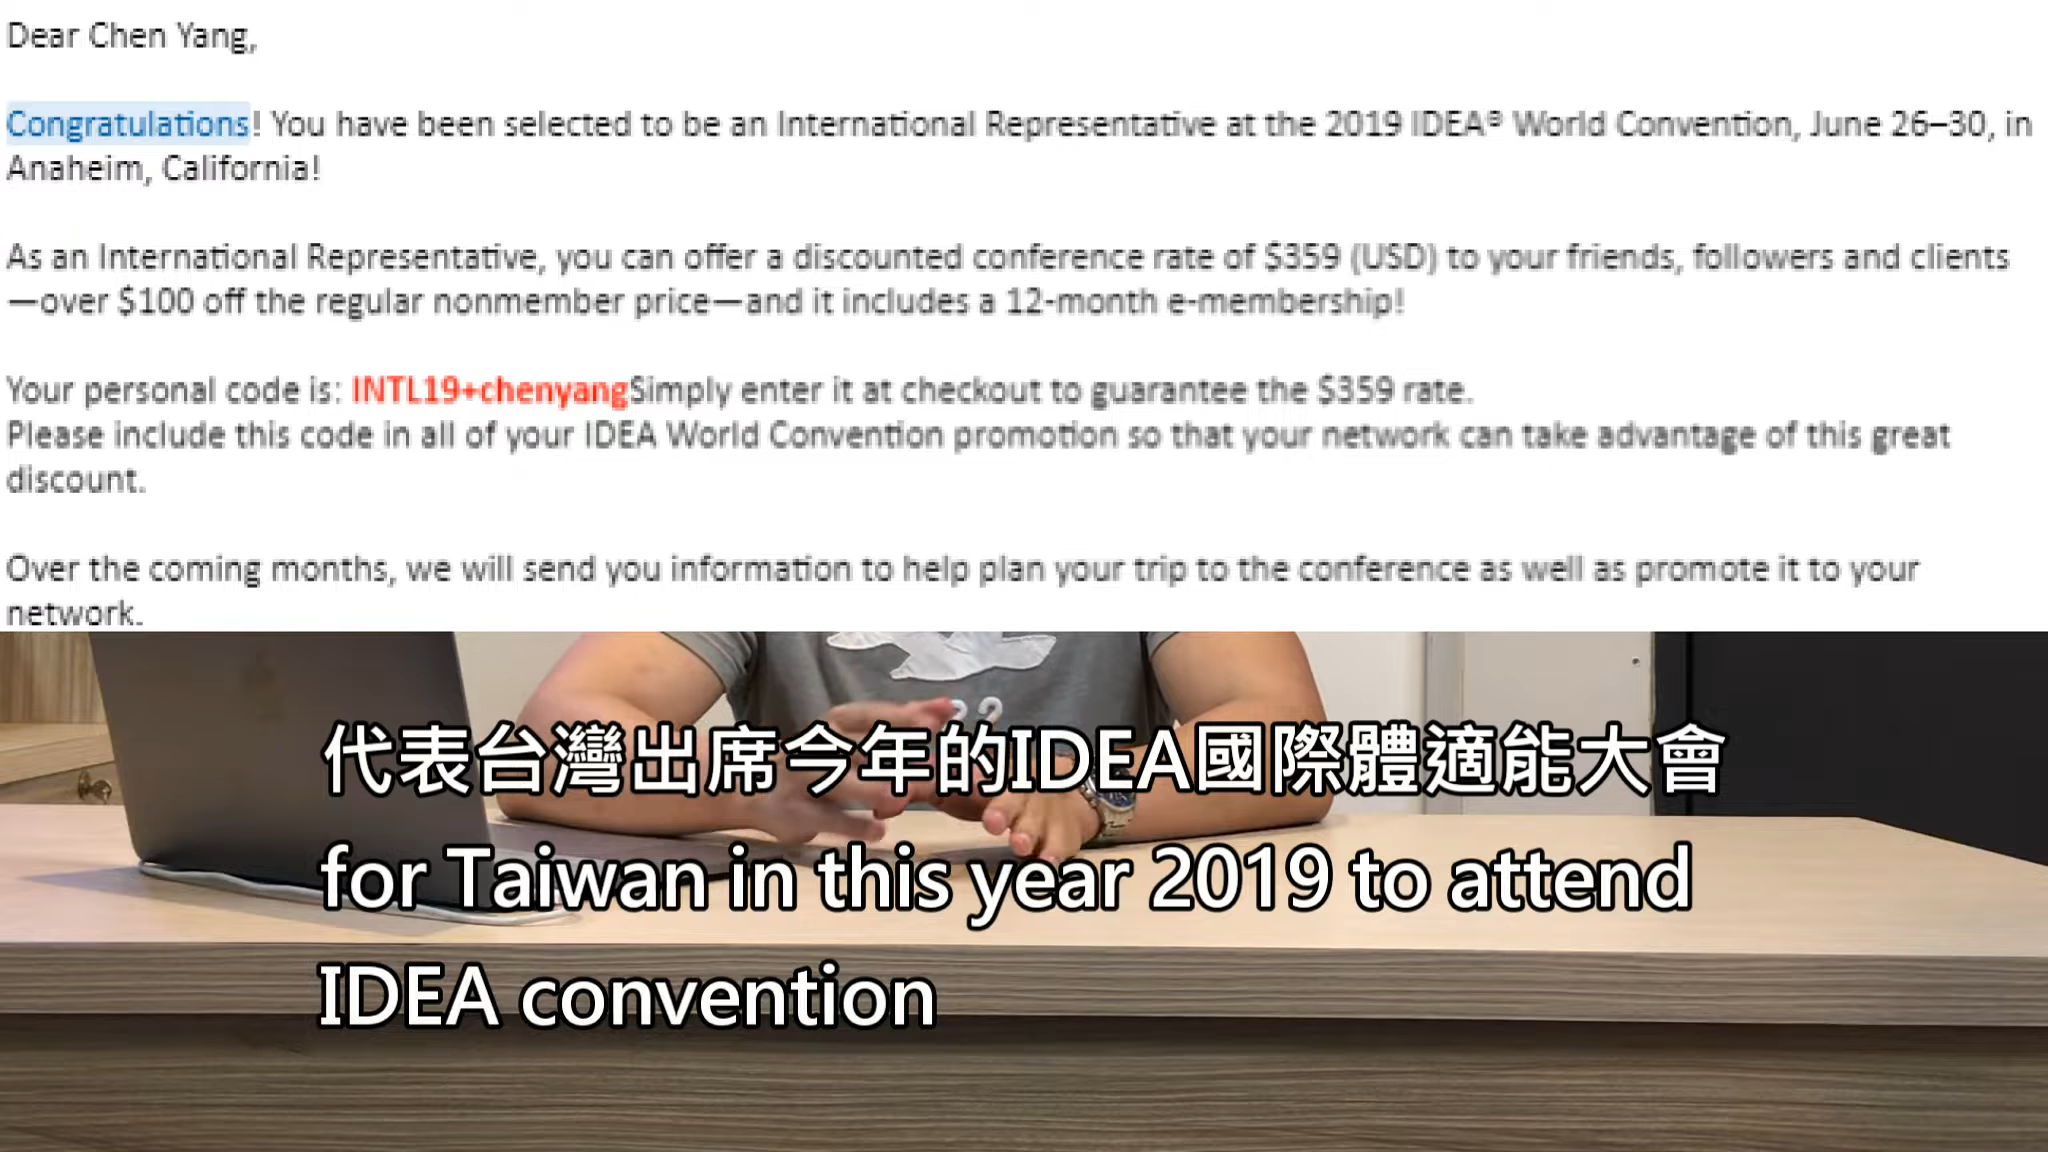 Dear Chen Yang,
Congratulations! You have been selected to be an International Representative at the 2019 IDEA® World Convention, June 26–30, in
Anaheim, California!
As an International Representative, you can offer a discounted conference rate of $359 (USD) to your friends, followers and clients
—over $100 off the regular nonmember price—and it includes a 12-month e-membership!
Your personal code is: INTL19+chenyangSimply enter it at checkout to guarantee the $359 rate.
Please include this code in all of your IDEA World Convention promotion so that your network can take advantage of this great
discount.
Over the coming months, we will send you information to help plan your trip to the conference as well as promote it to your
network.
代表台灣出席今年的IDEA國際體適能大會
for Taiwan in this year 2019 to attend
IDEA convention